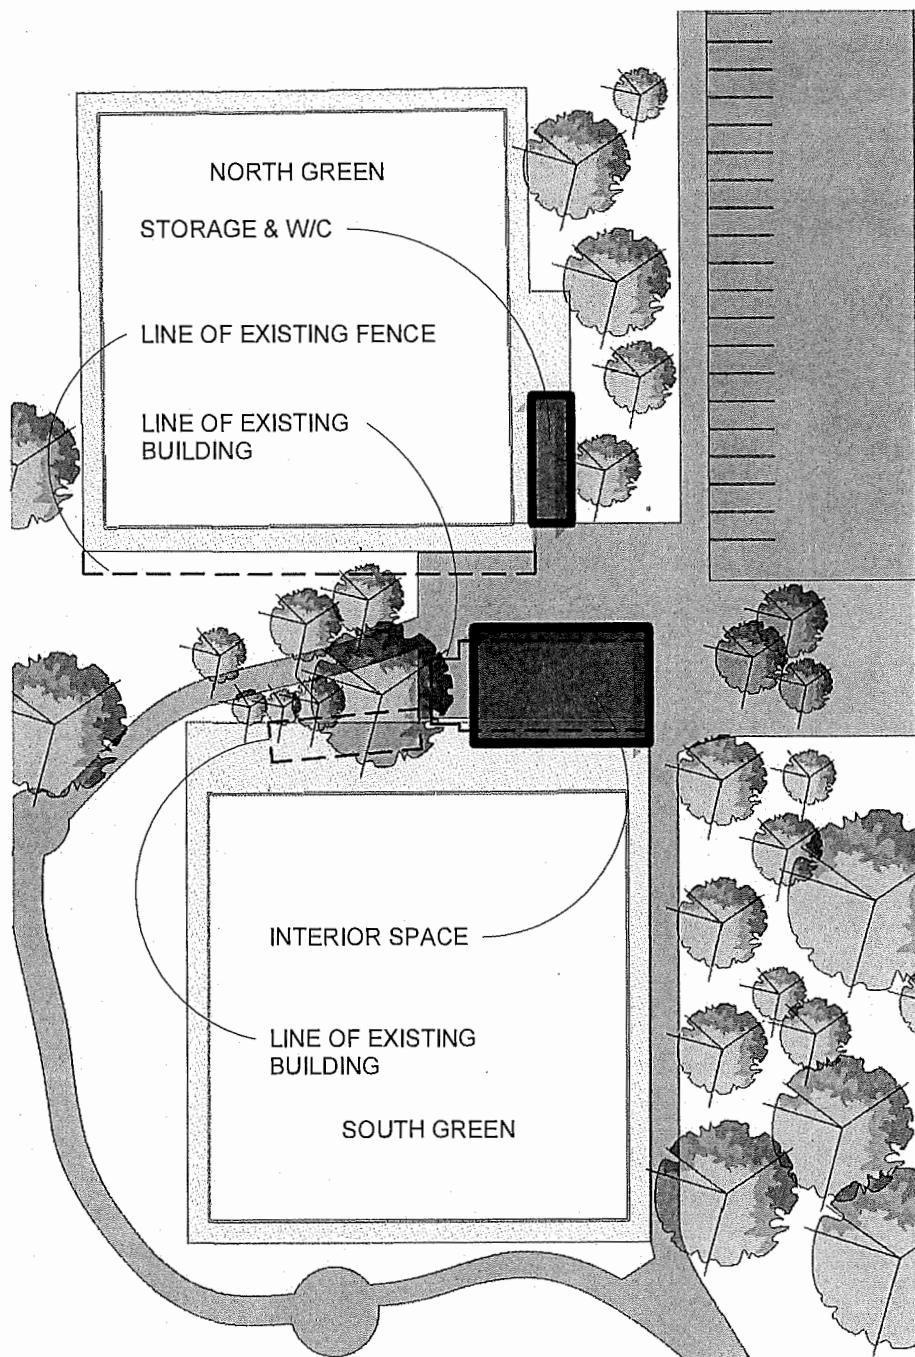 NORTH GREEN
STORAGE & W/C
LINE OF EXISTING FENCE
LINE OF EXISTING
BUILDING
INTERIOR SPACE
LINE OF EXISTING
BUILDING
SOUTH GREEN